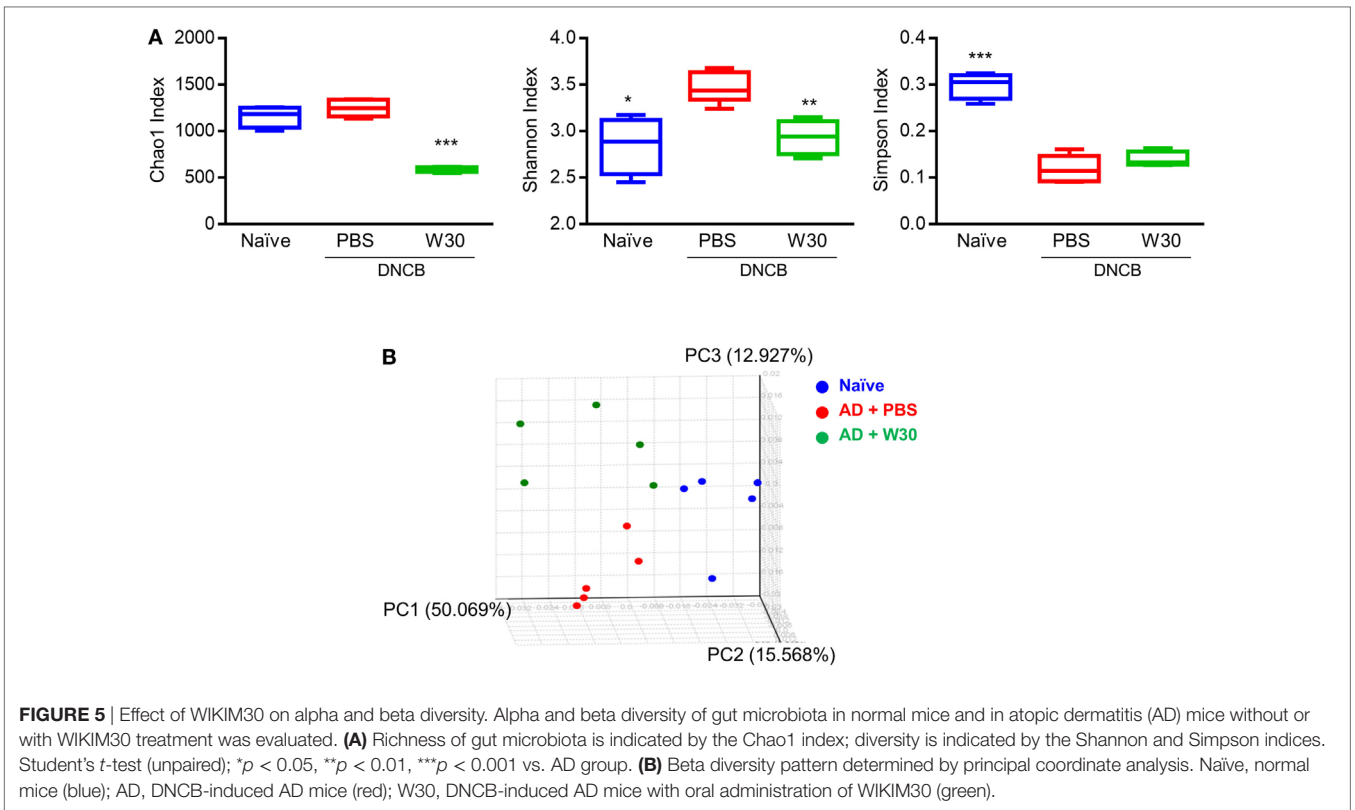 A
2000
1500
1000
500
0
Chao1 Index
***
Naïve PBS W30
DNCB
4.0
3.5
3.0
2.5
2.0
Shannon Index
*
**
Naïve PBS W30
DNCB
0.4
0.3
0.2
0.1
0.0
Simpson Index
***
Naïve PBS W30
DNCB
B
PC3 (12.927%)
PC1 (50.069%)
PC2 (15.568%)
Naïve
AD + PBS
AD + W30
FIGURE 5 | Effect of WIKIM30 on alpha and beta diversity. Alpha and beta diversity of gut microbiota in normal mice and in atopic dermatitis (AD) mice without or
with WIKIM30 treatment was evaluated. (A) Richness of gut microbiota is indicated by the Chao1 index; diversity is indicated by the Shannon and Simpson indices.
Student's t-test (unpaired); *p < 0.05, **p < 0.01, ***p < 0.001 vs. AD group. (B) Beta diversity pattern determined by principal coordinate analysis. Naïve, normal
mice (blue); AD, DNCB-induced AD mice (red); W30, DNCB-induced AD mice with oral administration of WIKIM30 (green).